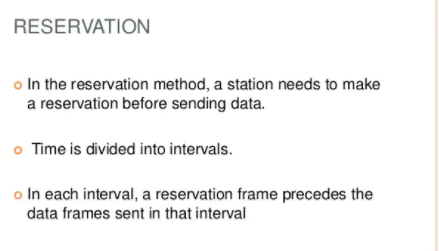 RESERVATION
In the reservation method, a station needs to make
a reservation before sending data.
Time is divided into intervals.
In each interval, a reservation frame precedes the
data frames sent in that interval